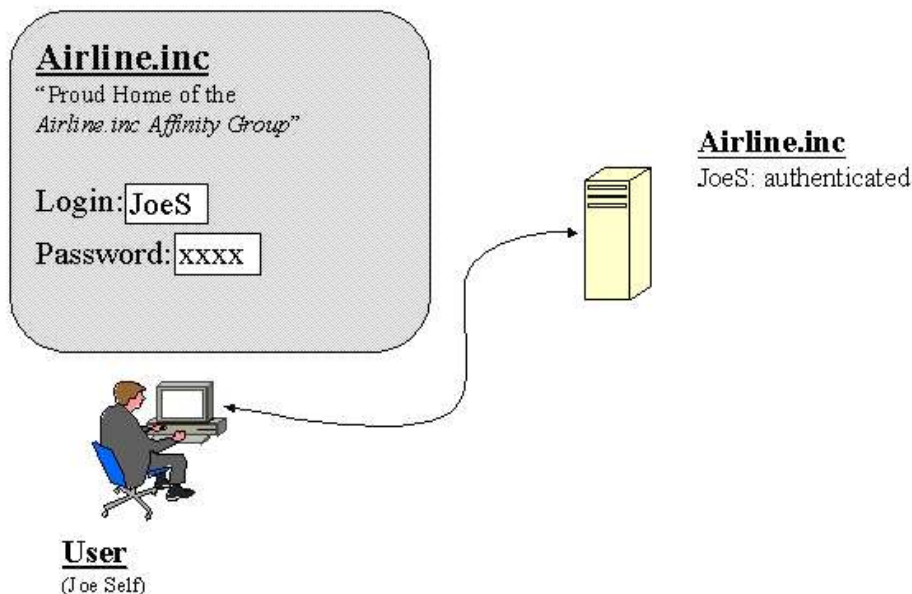 Airline.inc
“Proud Home of the
Airline.inc Affinity Group”
Login: JoeS
Password: xxxx
Airline.inc
JoeS: authenticated
User
(Joe Self)